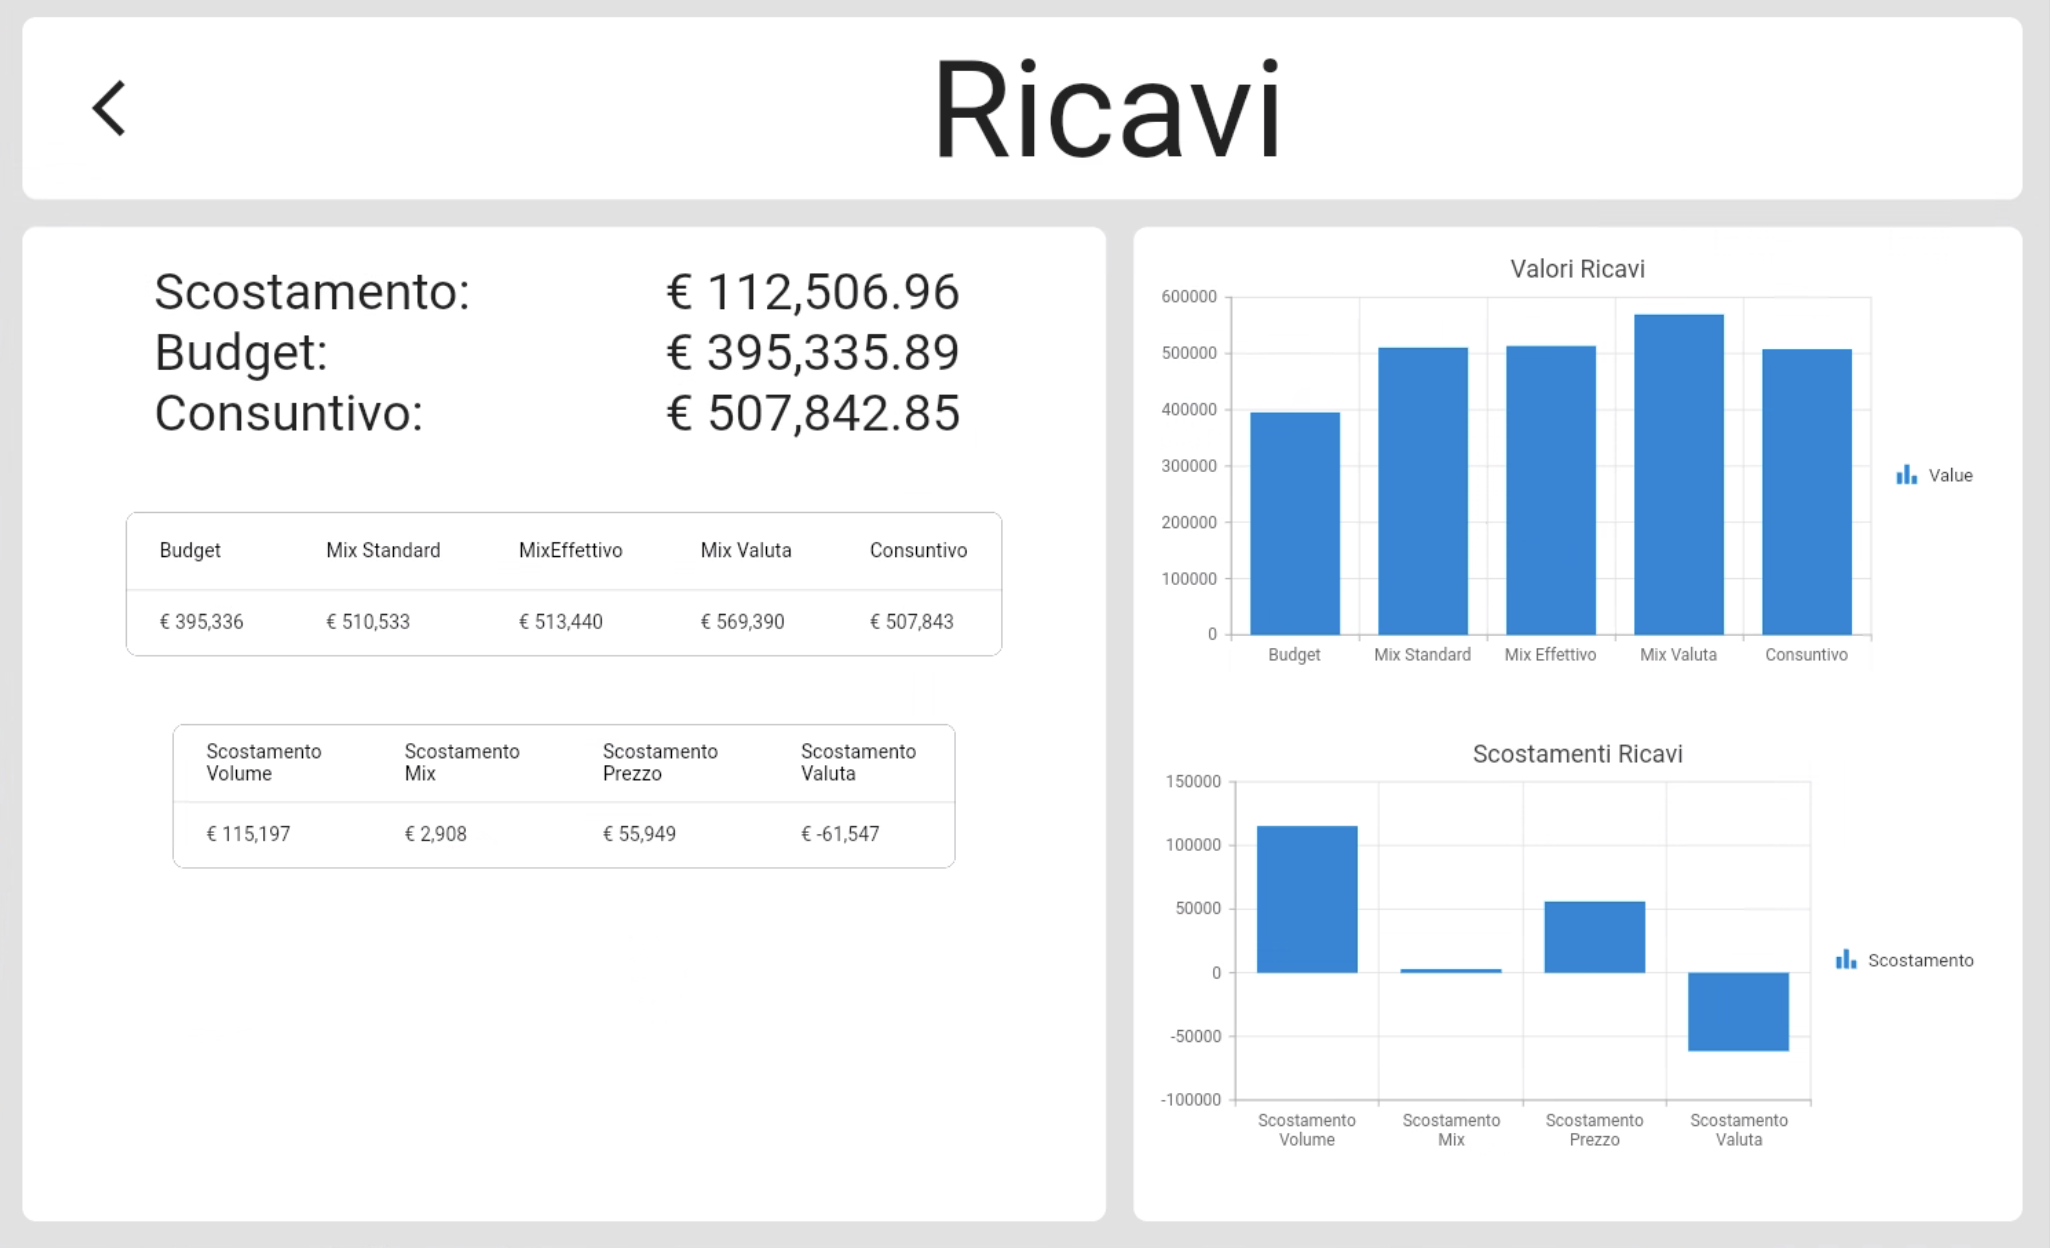 Ricavi
Scostamento: € 112,506.96
Budget: € 395,335.89
Consuntivo: € 507,842.85
Budget Mix Standard MixEffettivo Mix Valuta Consuntivo
€ 395,336 € 510,533 € 513,440 € 569,390 € 507,843
Scostamento Scostamento Scostamento Scostamento
Volume Mix Prezzo Valuta
€ 115,197 € 2,908 € 55,949 € -61,547
Valori Ricavi
600000
500000
400000
300000
200000
100000
0
Budget Mix Standard Mix Effettivo Mix Valuta Consuntivo
Value
Scostamenti Ricavi
150000
100000
50000
0
-50000
-100000
Scostamento Scostamento Scostamento Scostamento
Volume Mix Prezzo Valuta
Scostamento